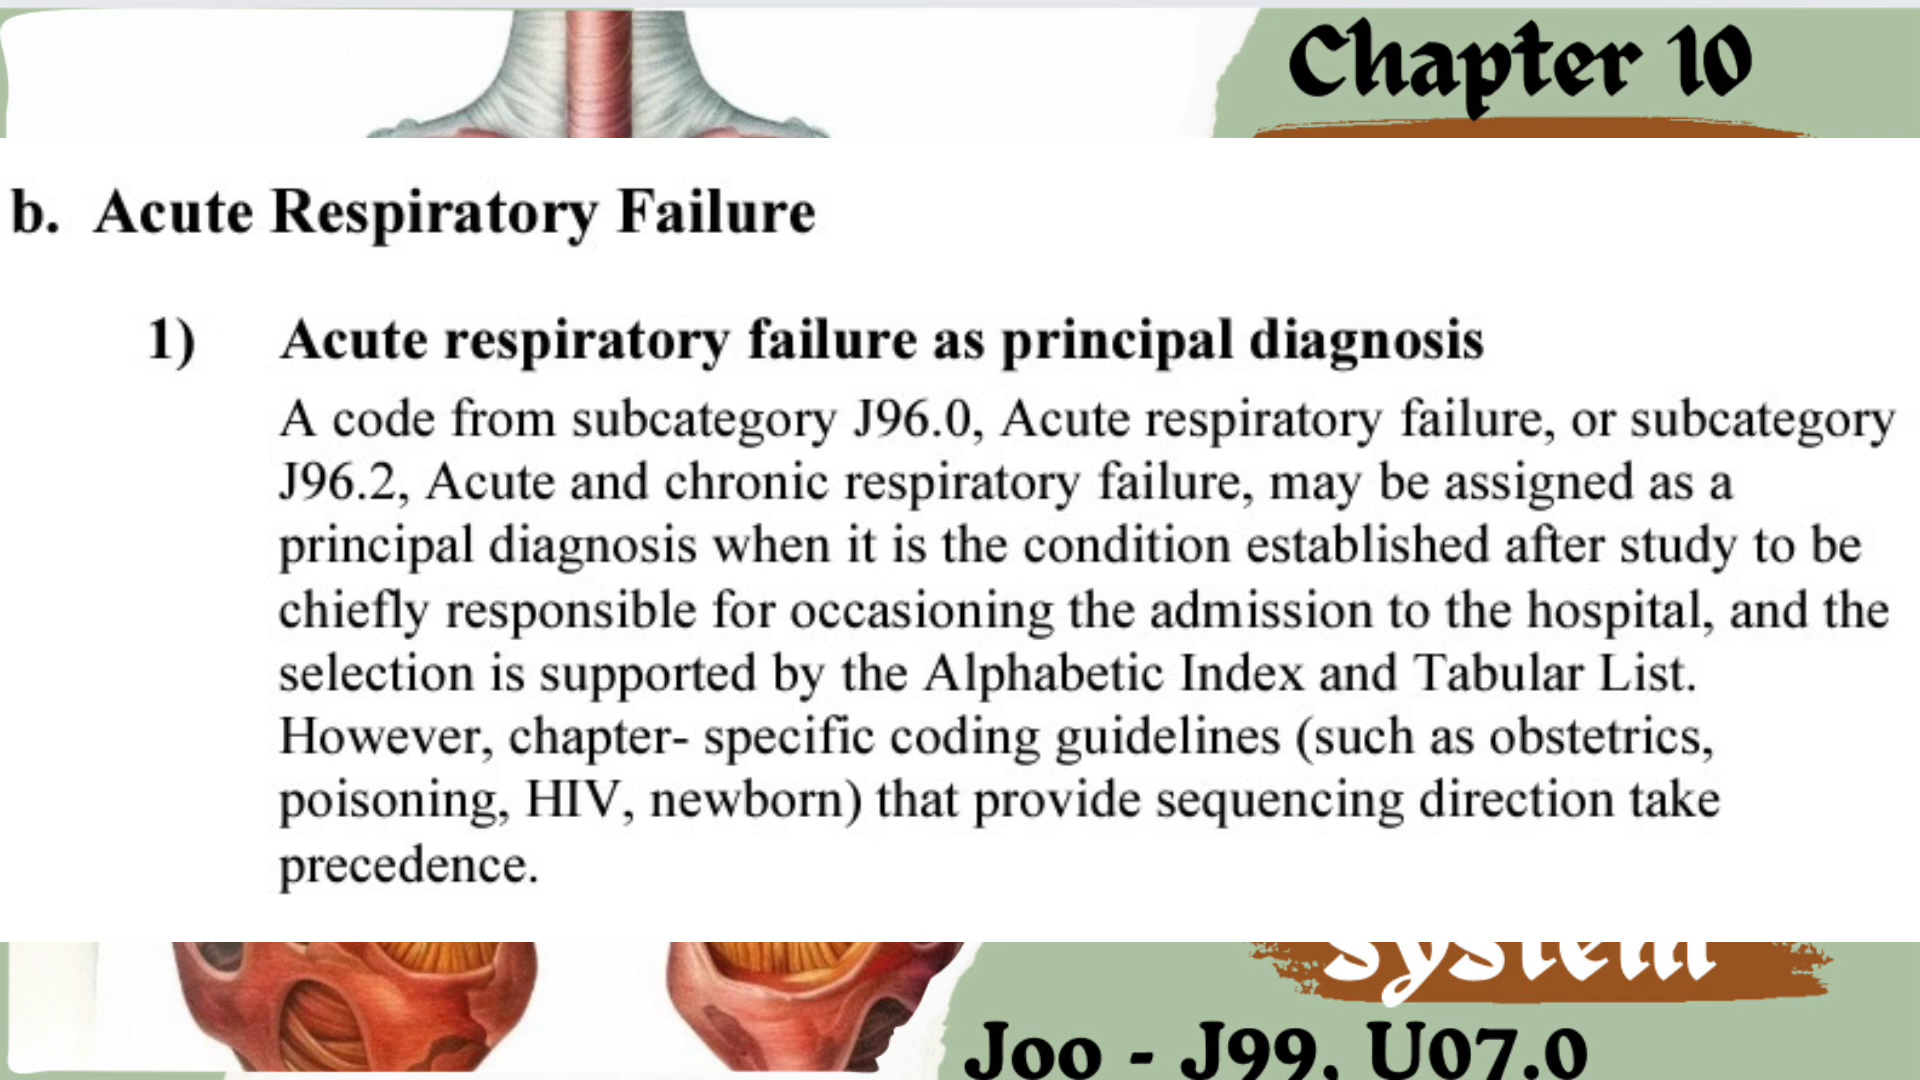 Chapter 10
b. Acute Respiratory Failure
1) Acute respiratory failure as principal diagnosis
A code from subcategory J96.0, Acute respiratory failure, or subcategory
J96.2, Acute and chronic respiratory failure, may be assigned as a
principal diagnosis when it is the condition established after study to be
chiefly responsible for occasioning the admission to the hospital, and the
selection is supported by the Alphabetic Index and Tabular List.
However, chapter- specific coding guidelines (such as obstetrics,
poisoning, HIV, newborn) that provide sequencing direction take
precedence.
system
Joo - J99, U07.0